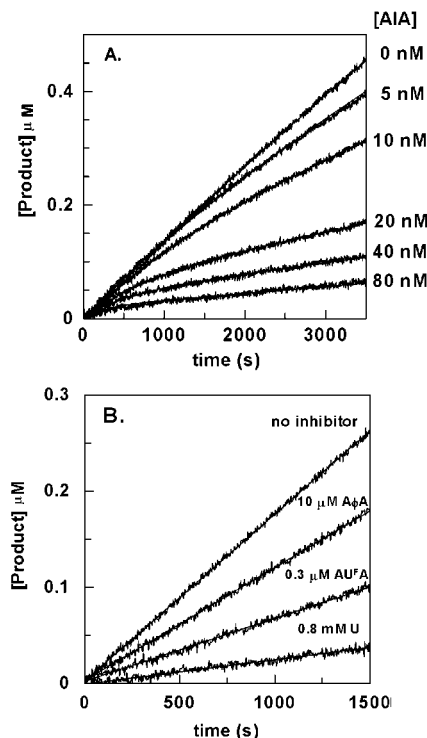 [AIA]
A.
0 nM
5 nM
10 nM
20 nM
40 nM
80 nM
0.4
0.2
0
[Product] μ M
0 1000 2000 3000
time (s)
B.
no inhibitor
10 μM AϕA
0.3 μM AUᶠA
0.8 mM U
0.3
0.2
0.1
0
[Product] μM
0 500 1000 1500
time (s)